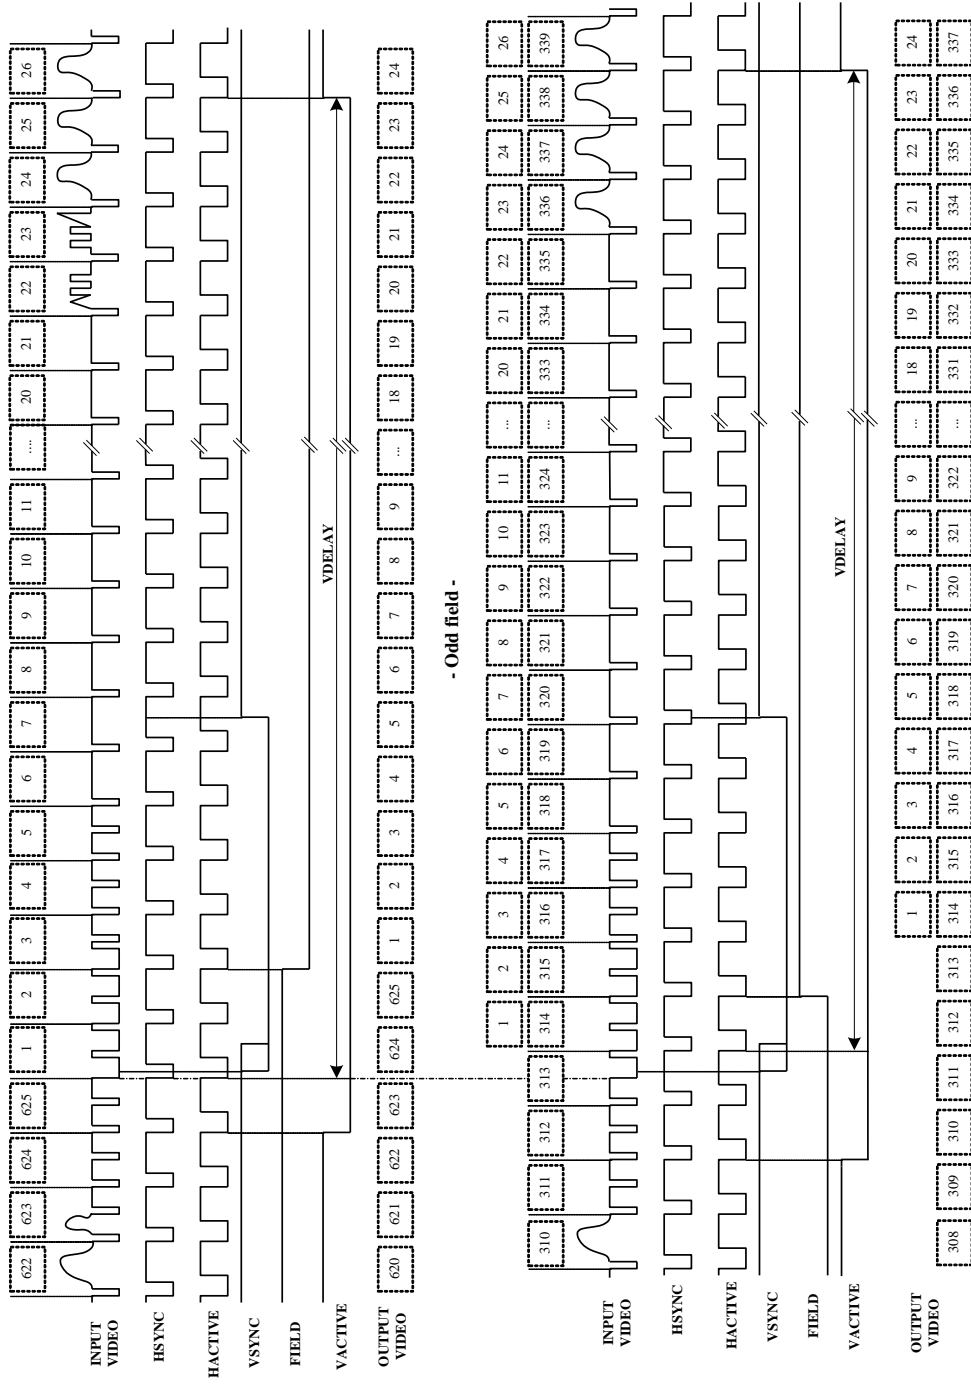 622 623 624 625 1 2 3 4 5 6 7 8 9 10 11 .... 20 21 22 23 24 25 26
INPUT
VIDEO
HSYNC
HACTIVE
VSYNC
FIELD
VDELAY
VACTIVE
OUTPUT
VIDEO
620 621 622 623 624 625 1 2 3 4 5 6 7 8 9 ... 18 19 20 21 22 23 24
- Odd field -
1 2 3 4 5 6 7 8 9 10 11 ... 20 21 22 23 24 25 26
310 311 312 313 314 315 316 317 318 319 320 321 322 323 324 ... 333 334 335 336 337 338 339
INPUT
VIDEO
HSYNC
HACTIVE
VSYNC
FIELD
VDELAY
VACTIVE
OUTPUT
VIDEO
1 2 3 4 5 6 7 8 9 ... 18 19 20 21 22 23 24
308 309 310 311 312 313 314 315 316 317 318 319 320 321 322 ... 331 332 333 334 335 336 337